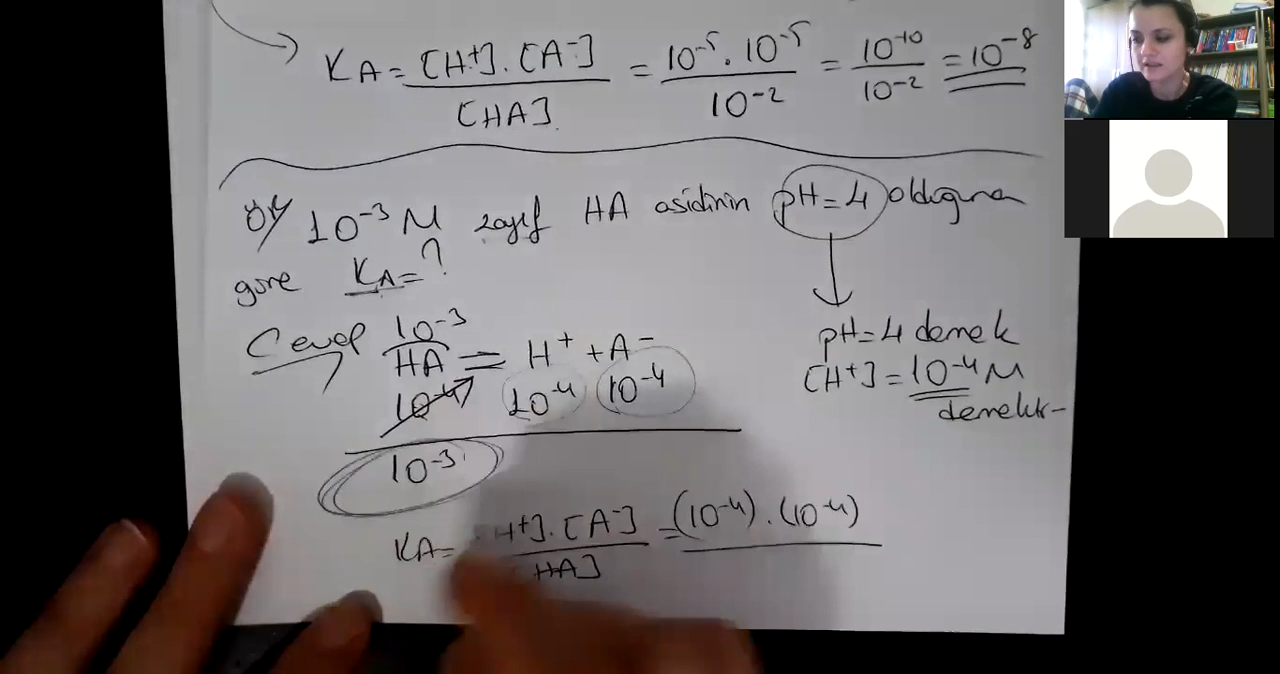 KA = [H⁺].[A⁻] / [HA] = 10⁻⁵.10⁻⁵ / 10⁻² = 10⁻¹⁰ / 10⁻² = 10⁻⁸
Ör/ 10⁻³ M zayıf HA asidinin pH=4 olduğuna
göre KA=?
Cevap 10⁻³
HA ⇌ H⁺ + A⁻
10⁻⁴ 10⁻⁴ 10⁻⁴
10⁻³
pH=4 demek
[H⁺] = 10⁻⁴ M
demektir
KA= H⁺].[A⁻] / [HA] = (10⁻⁴).(10⁻⁴)